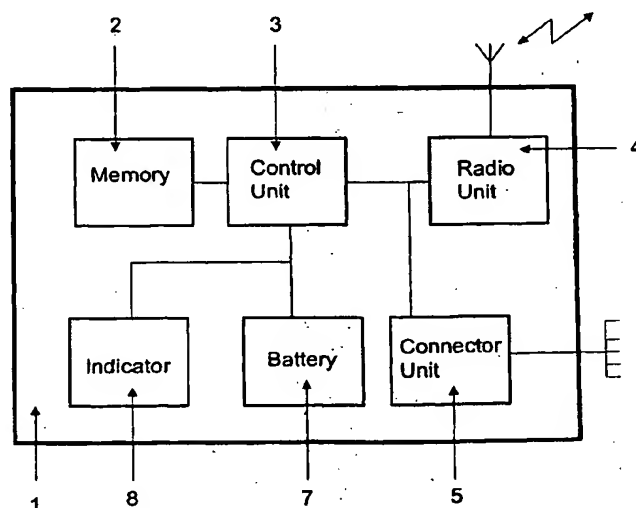 2
3
4
Memory
Control
Unit
Radio
Unit
Indicator
Battery
Connector
Unit
1
8
7
5